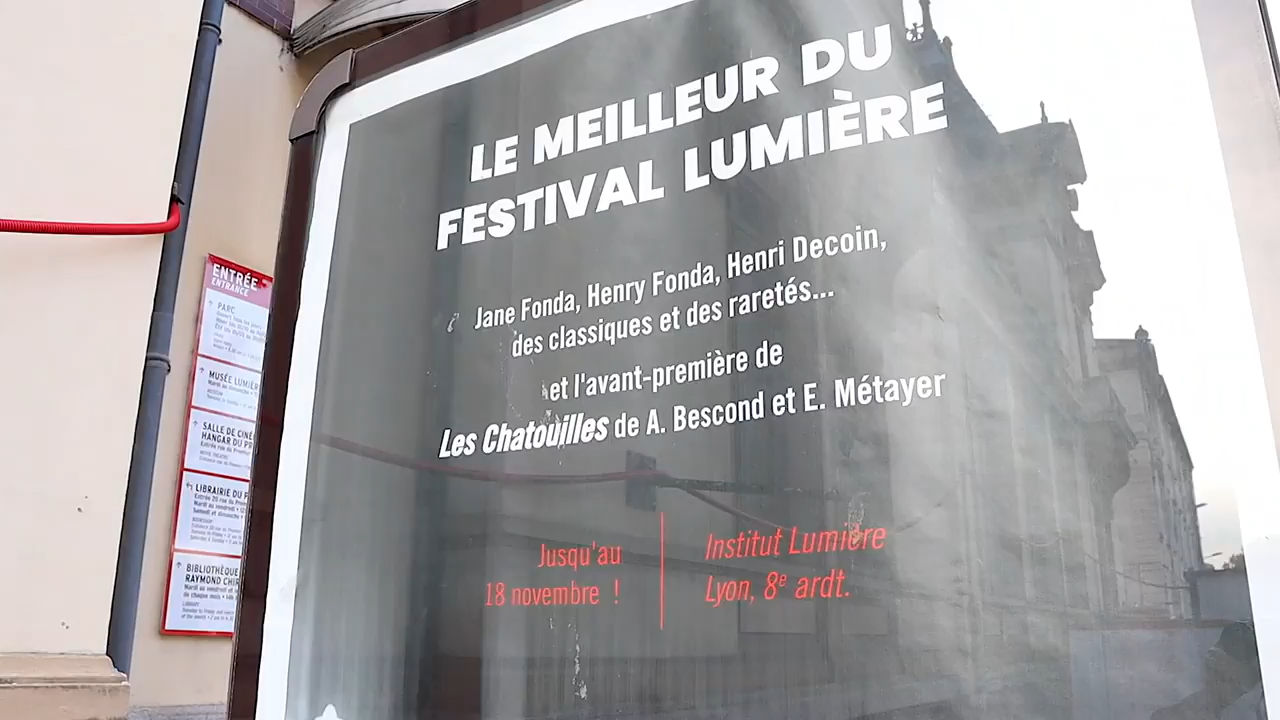 LE MEILLEUR DU
FESTIVAL LUMIÈRE
Jane Fonda, Henry Fonda, Henri Decoin,
des classiques et des raretés...
et l'avant-première de
Les Chatouilles de A. Bescond et E. Métayer
Jusqu'au
18 novembre !
Institut Lumière
Lyon, 8e ardt.
ENTRÉE
ENTRANCE
PARC
MUSÉE LUMIÈR
SALLE DE CINÉ
HANGAR DU PR
LIBRAIRIE DU P
BIBLIOTHÈQUE
RAYMOND CHIR